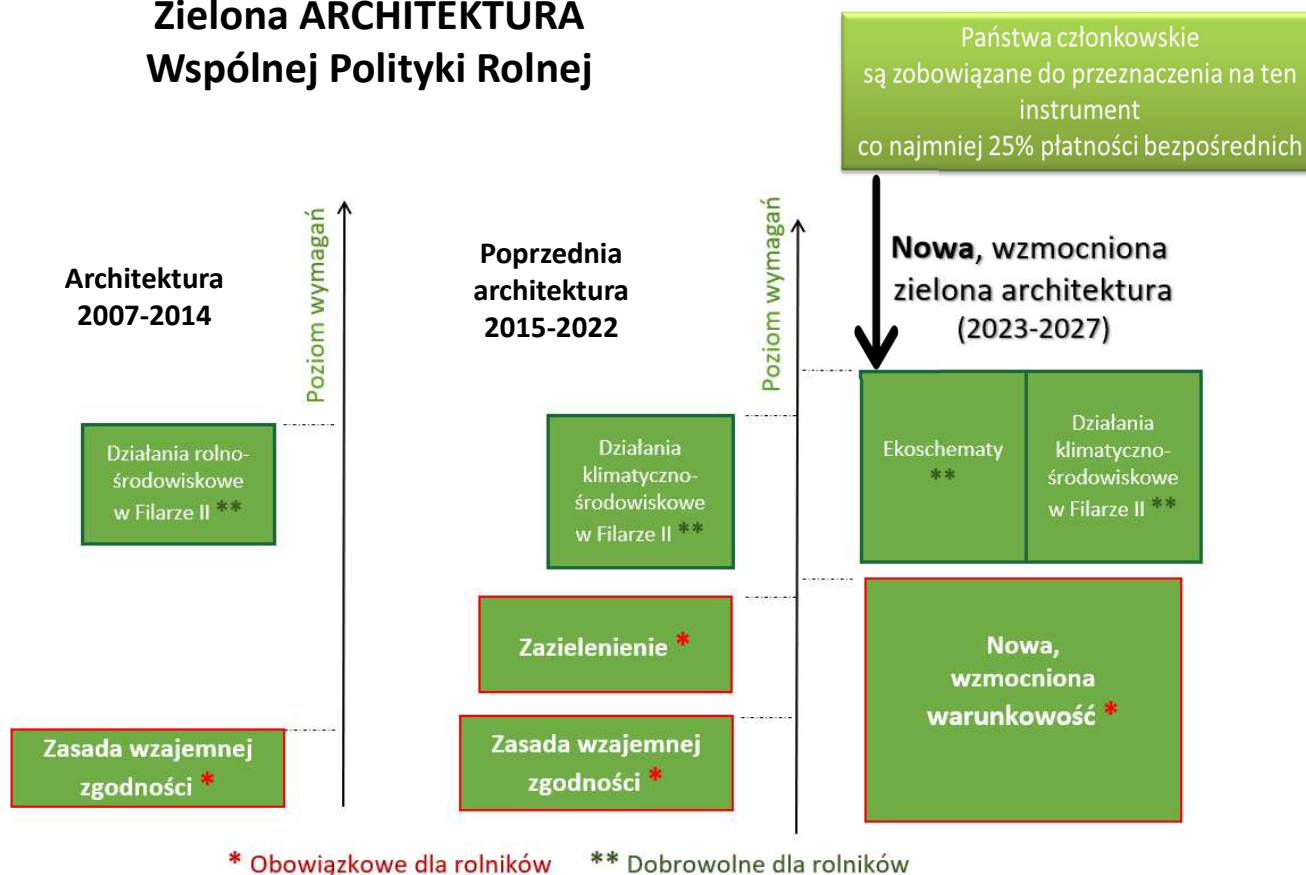 Zielona ARCHITEKTURA
Wspólnej Polityki Rolnej
Państwa członkowskie
są zobowiązane do przeznaczenia na ten
instrument
co najmniej 25% płatności bezpośrednich
Architektura
2007-2014
Poziom wymagań
Działania rolno-
środowiskowe
w Filarze II **
Zasada wzajemnej
zgodności *
Poprzednia
architektura
2015-2022
Poziom wymagań
Działania
klimatyczno-
środowiskowe
w Filarze II **
Zazielenienie *
Zasada wzajemnej
zgodności *
Nowa, wzmocniona
zielona architektura
(2023-2027)
Ekoschematy
**
Działania
klimatyczno-
środowiskowe
w Filarze II **
Nowa,
wzmocniona
warunkowość *
* Obowiązkowe dla rolników ** Dobrowolne dla rolników